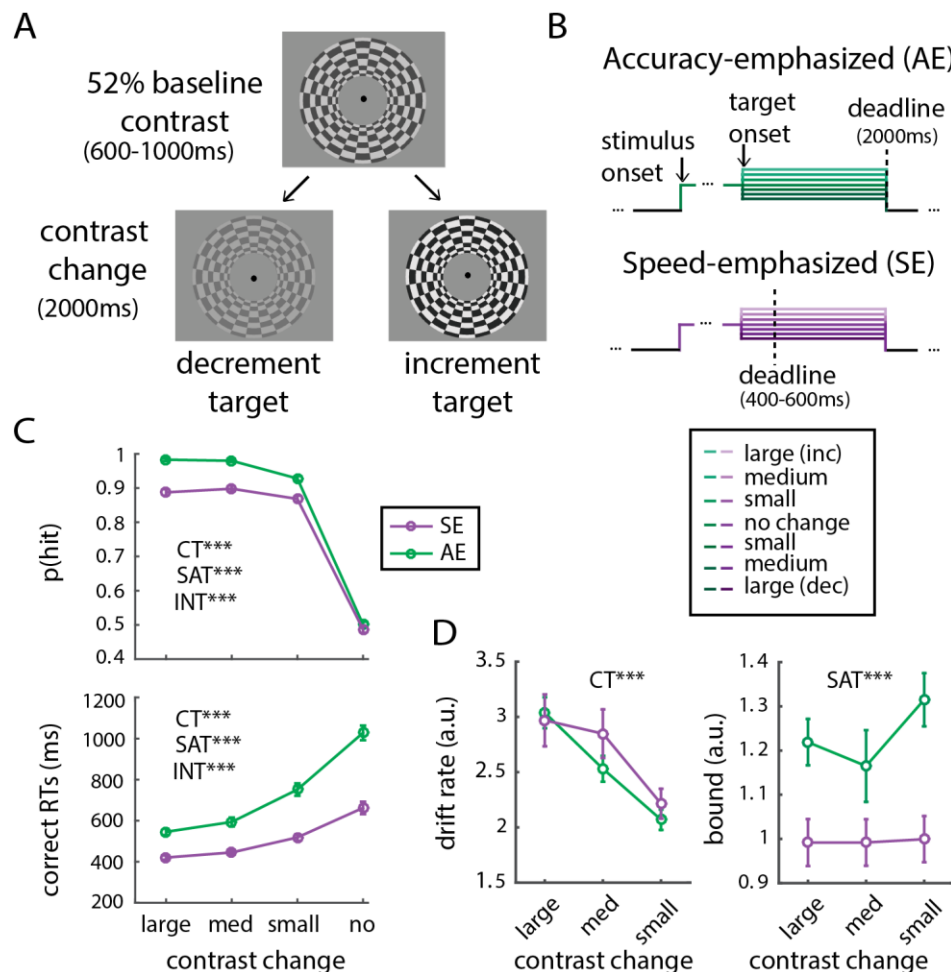 A
52% baseline
contrast
(600-1000ms)
contrast
change
(2000ms)
decrement
target
increment
target
B
Accuracy-emphasized (AE)
target
onset
deadline
(2000ms)
stimulus
onset
...
...
...
Speed-emphasized (SE)
...
...
...
deadline
(400-600ms)
large (inc)
medium
small
no change
small
medium
large (dec)
C
1
0.9
0.8
0.7
0.6
0.5
0.4
p(hit)
CT***
SAT***
INT***
SE
AE
1200
1000
800
600
400
200
correct RTs (ms)
CT***
SAT***
INT***
large
med
small
no
contrast change
D
3.5
3
2.5
2
1.5
drift rate (a.u.)
CT***
large
med
small
contrast change
1.4
1.3
1.2
1.1
1
0.9
bound (a.u.)
SAT***
large
med
small
contrast change